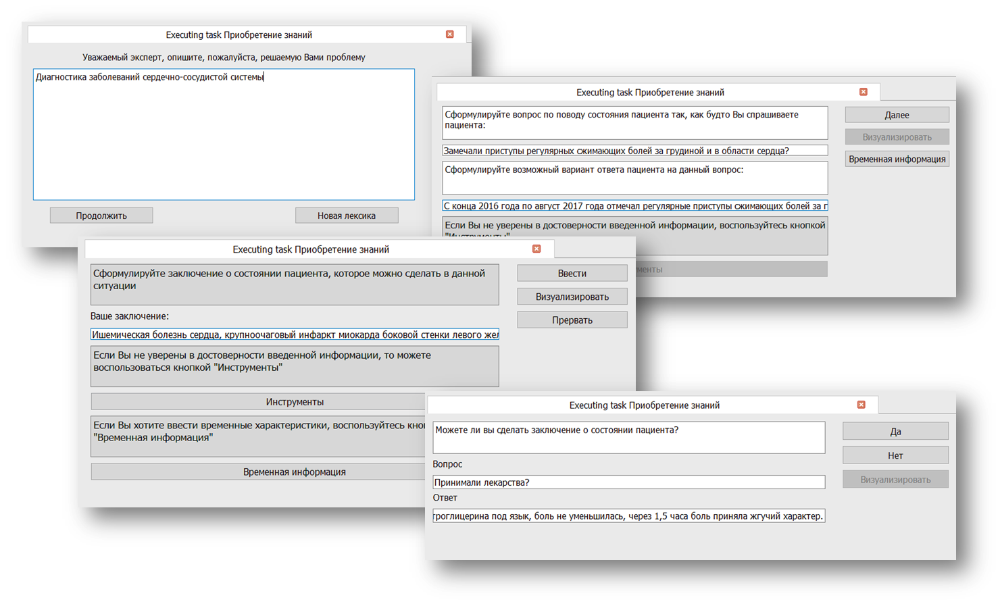 Executing task Приобретение знаний
Уважаемый эксперт, опишите, пожалуйста, решаемую Вами проблему
Диагностика заболеваний сердечно-сосудистой системы
Продолжить
Новая лексика
Executing task Приобретение знаний
Сформулируйте вопрос по поводу состояния пациента так, как будто Вы спрашиваете
пациента:
Замечали приступы регулярных сжимающих болей за грудиной и в области сердца?
Сформулируйте возможный вариант ответа пациента на данный вопрос:
С конца 2016 года по август 2017 года отмечал регулярные приступы сжимающих болей за г
Если Вы не уверены в достоверности введенной информации, воспользуйтесь кнопкой
"Инструменты"
менты
Далее
Визуализировать
Временная информация
Executing task Приобретение знаний
Сформулируйте заключение о состоянии пациента, которое можно сделать в данной
ситуации
Ваше заключение:
Ишемическая болезнь сердца, крупноочаговый инфаркт миокарда боковой стенки левого жел
Если Вы не уверены в достоверности введенной информации, то можете
воспользоваться кнопкой "Инструменты"
Инструменты
Если Вы хотите ввести временные характеристики, воспользуйтесь кно
"Временная информация"
Временная информация
Ввести
Визуализировать
Прервать
Executing task Приобретение знаний
Можете ли вы сделать заключение о состоянии пациента?
Вопрос
Принимали лекарства?
Ответ
троглицерина под язык, боль не уменьшилась, через 1,5 часа боль приняла жгучий характер.
Да
Нет
Визуализировать